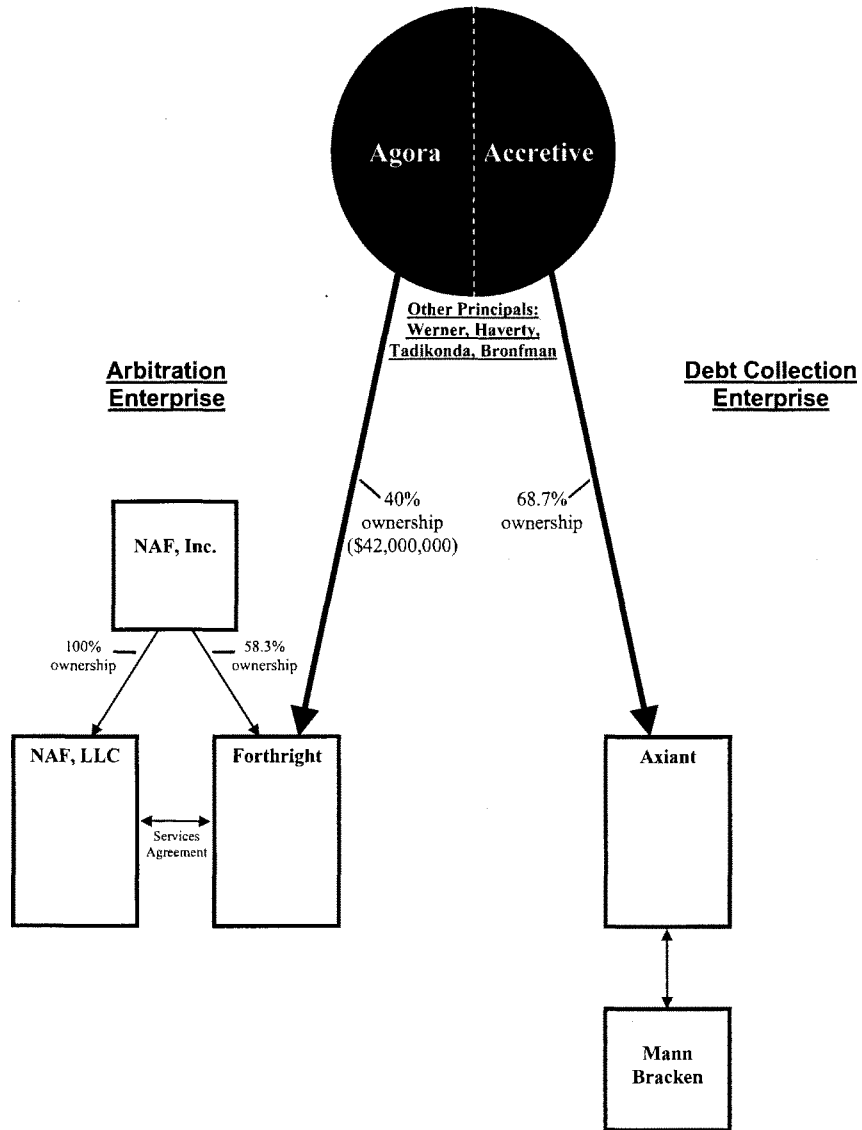 Agora Accretive
Other Principals:
Werner, Haverty,
Tadikonda, Bronfman
Arbitration
Enterprise
Debt Collection
Enterprise
40%
ownership
($42,000,000)
68.7%
ownership
NAF, Inc.
100%
ownership
58.3%
ownership
NAF, LLC
Forthright
Axiant
Services
Agreement
Mann
Bracken